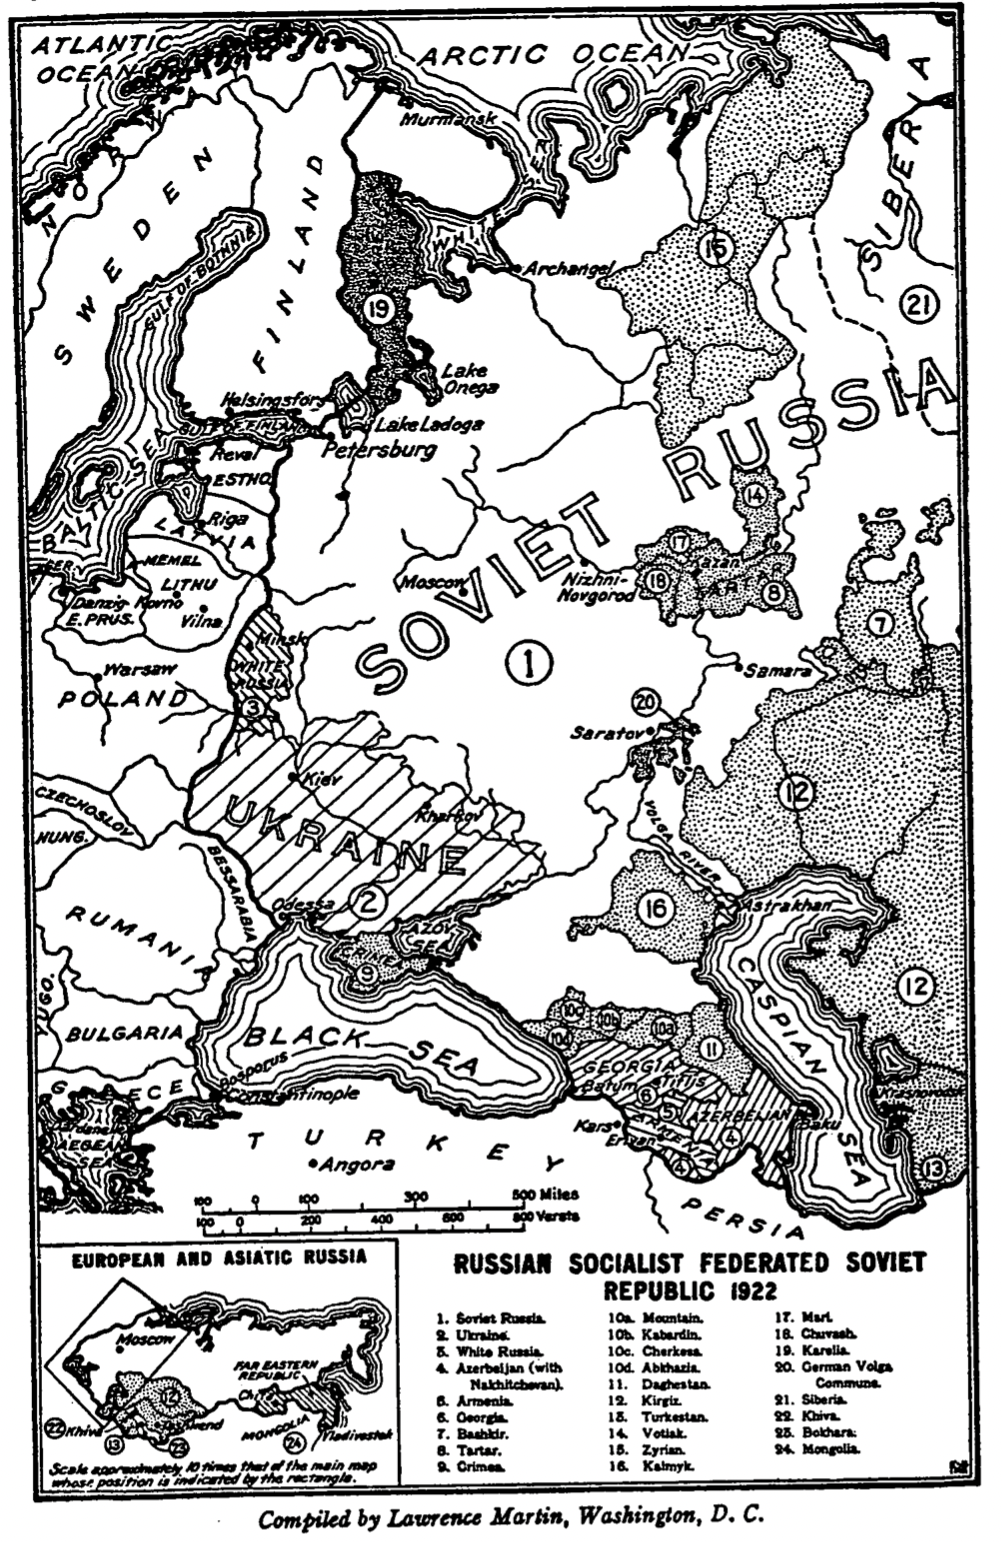 ATLANTIC
OCEAN
ARCTIC OCEAN
NORWAY
SWEDEN
FINLAND
GULF OF BOTHNIA
Murmansk
WHI
Archangel
SIBERIA
15
21
19
Lake
Onega
Helsingfors
GULF OF FINLAND
Lake Ladoga
Petersburg
Reval
ESTHO.
BALTIC SEA
Riga
LATVIA
MEMEL
LITHU
Danzig
Kovno
E. PRUS.
Vilna
Moscow
Nizhni-
Novgorod
SOVIET RUSSIA
14
17
Kazan
18
8
7
Minsk
WHITE
RUSSIA
3
1
Warsaw
POLAND
Samara
20
Saratov
12
Kiev
Kharkov
UKRAINE
2
CZECHOSLOV
HUNG.
BESSARABIA
RUMANIA
Odessa
AZOV
SEA
9
VOLGA RIVER
16
Astrakhan
12
CASPIAN SEA
YUGO.
BULGARIA
BLACK SEA
10c
10b
10a
10d
11
GEORGIA
Batum
Tiflis
6
5
AZERBEIJAN
4
Kars
Erivan
ARMENIA
4
Baku
13
GREECE
Bosporus
Constantinople
Dardanelles
AEGEAN
SEA
TURKEY
Angora
PERSIA
100 0 100 300 500 Miles
100 0 200 400 600 800 Versts
EUROPEAN AND ASIATIC RUSSIA
Moscow
FAR EASTERN
REPUBLIC
12
22 Khiva
13
23
MONGOLIA
24
Vladivostok
Scale approximately 10 times that of the main map
whose position is indicated by the rectangle.
RUSSIAN SOCIALIST FEDERATED SOVIET
REPUBLIC 1922
1. Soviet Russia.
2. Ukraine.
3. White Russia.
4. Azerbeijan (with
Nakhitchevan).
5. Armenia.
6. Georgia.
7. Bashkir.
8. Tartar.
9. Crimea.
10a. Mountain.
10b. Kabardin.
10c. Cherkess.
10d. Abkhazia.
11. Daghestan.
12. Kirgiz.
13. Turkestan.
14. Votiak.
15. Zyrian.
16. Kalmyk.
17. Mari.
18. Chuvash.
19. Karelia.
20. German Volga
Commune.
21. Siberia.
22. Khiva.
23. Bokhara.
24. Mongolia.
Compiled by Lawrence Martin, Washington, D. C.